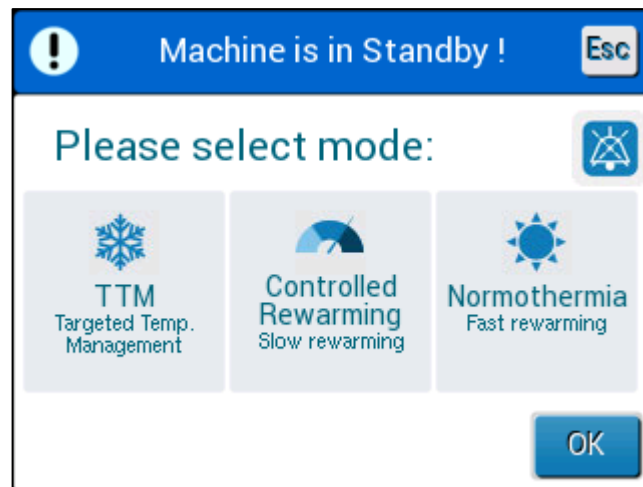 Machine is in Standby !
Esc
Please select mode:
TTM
Targeted Temp.
Management
Controlled
Rewarming
Slow rewarming
Normothermia
Fast rewarming
OK